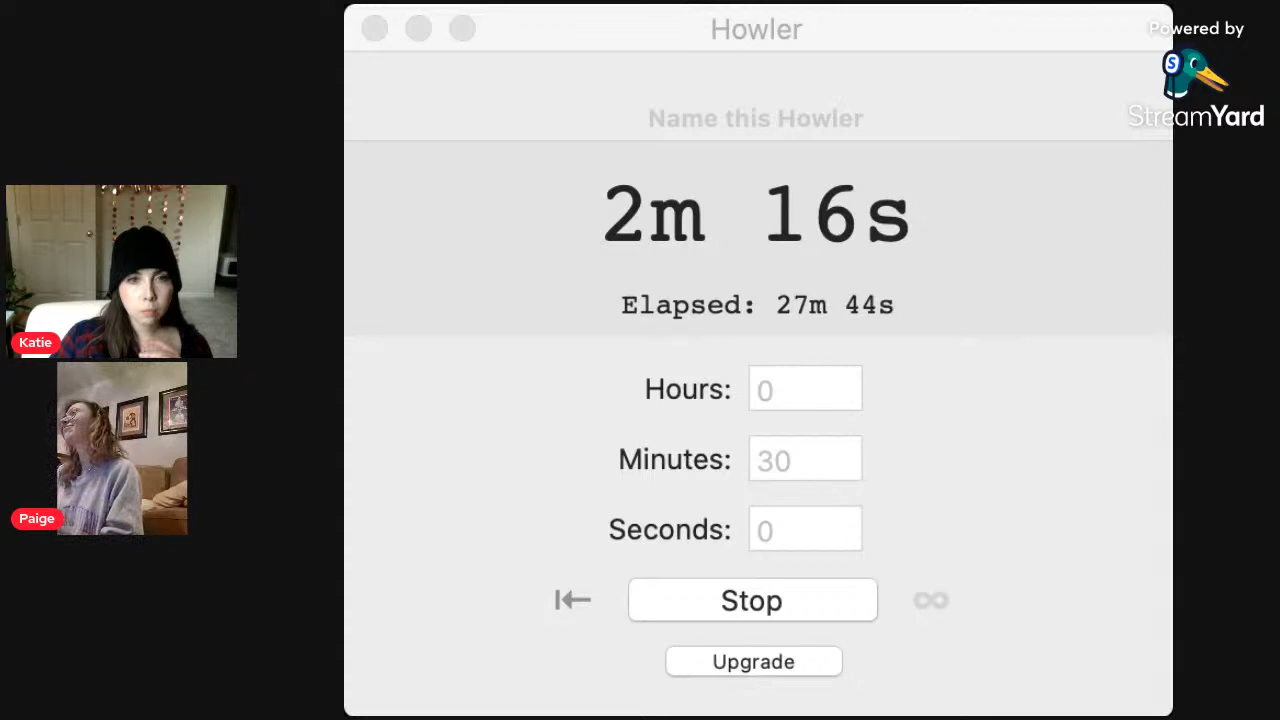 Howler
Powered by
S
StreamYard
Name this Howler
2m 16s
Elapsed: 27m 44s
Hours: 0
Minutes: 30
Seconds: 0
Stop
Upgrade
Katie
Paige